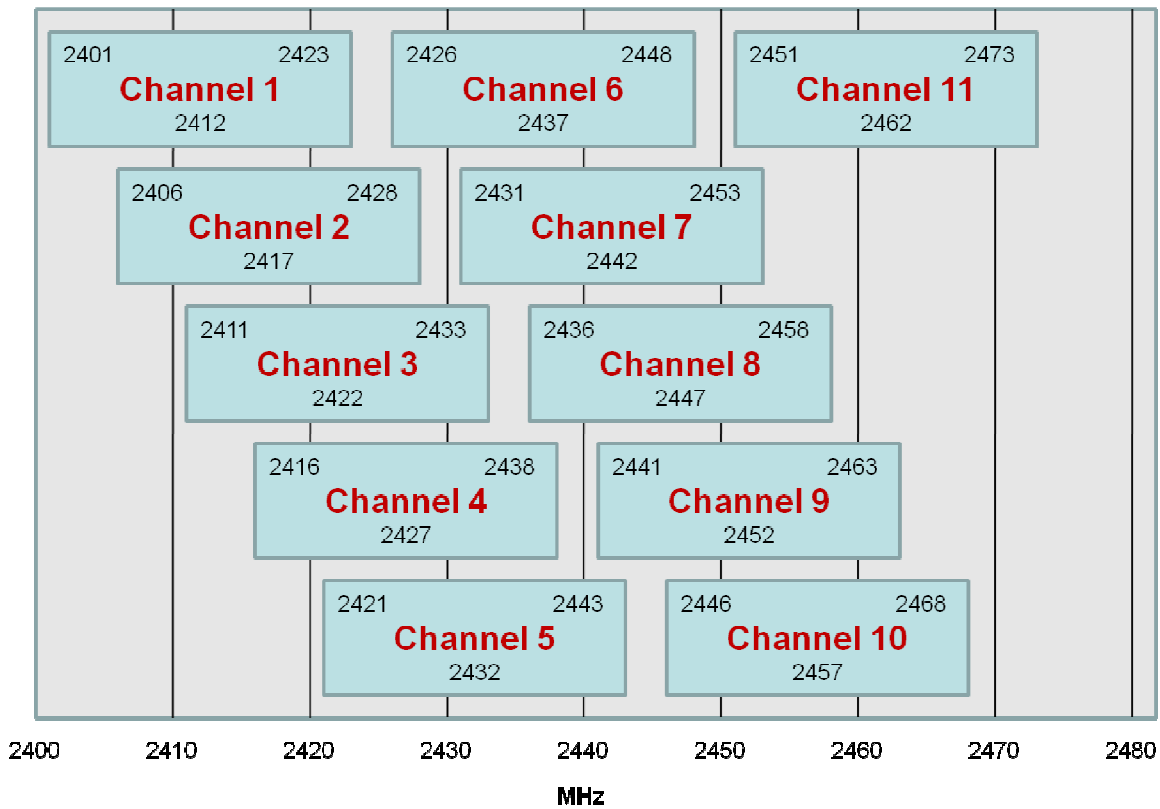 2401 2423 2426 2448 2451 2473
Channel 1 Channel 6 Channel 11
2412 2437 2462
2406 2428 2431 2453
Channel 2 Channel 7
2417 2442
2411 2433 2436 2458
Channel 3 Channel 8
2422 2447
2416 2438 2441 2463
Channel 4 Channel 9
2427 2452
2421 2443 2446 2468
Channel 5 Channel 10
2432 2457
2400 2410 2420 2430 2440 2450 2460 2470 2480
MHz